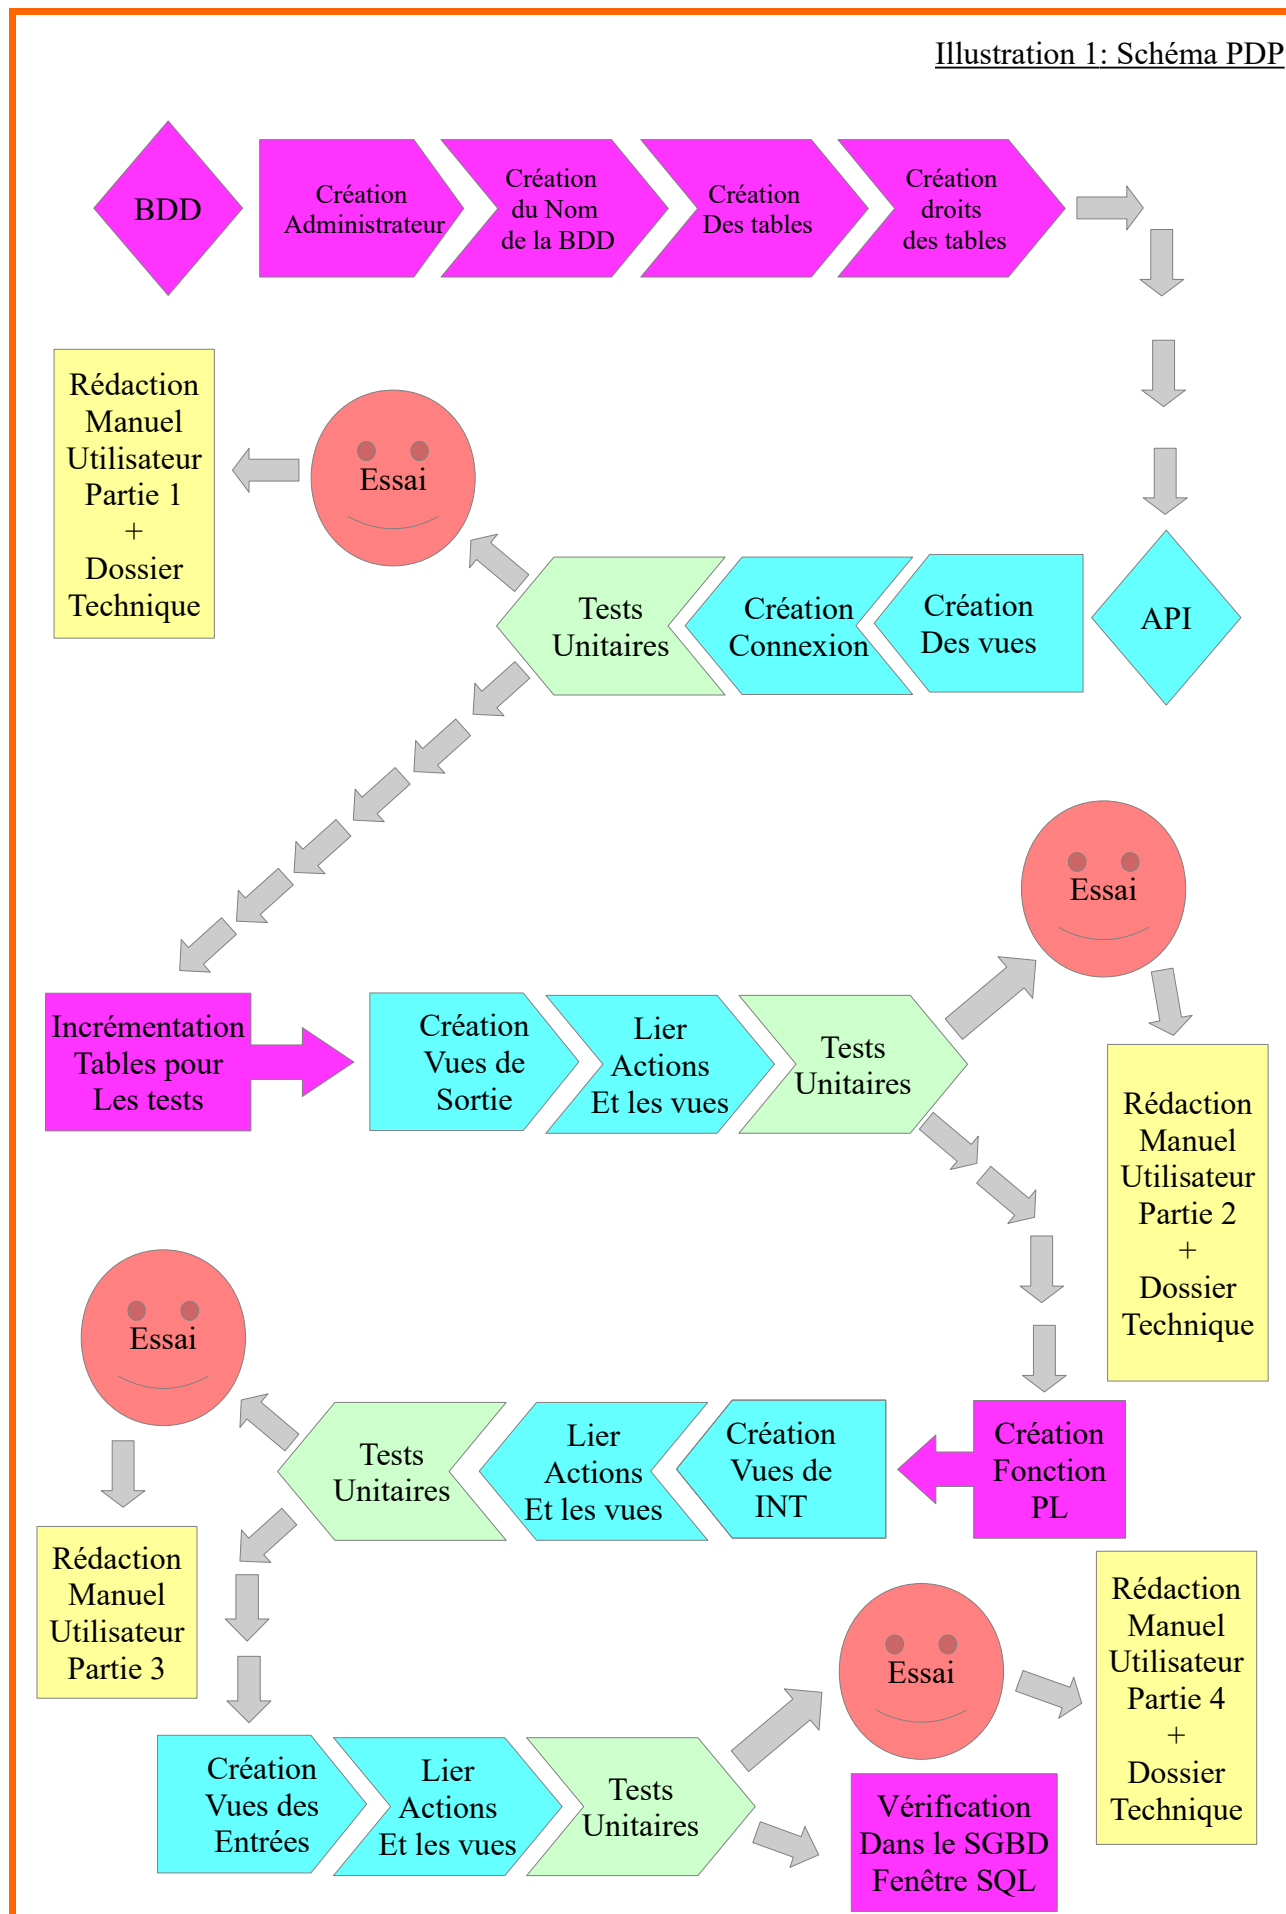 Illustration 1: Schéma PDP
BDD
Création
Administrateur
Création
du Nom
de la BDD
Création
Des tables
Création
droits
des tables
Rédaction
Manuel
Utilisateur
Partie 1
+
Dossier
Technique
Essai
Tests
Unitaires
Création
Connexion
Création
Des vues
API
Essai
Incrémentation
Tables pour
Les tests
Création
Vues de
Sortie
Lier
Actions
Et les vues
Tests
Unitaires
Rédaction
Manuel
Utilisateur
Partie 2
+
Dossier
Technique
Essai
Tests
Unitaires
Lier
Actions
Et les vues
Création
Vues de
INT
Création
Fonction
PL
Rédaction
Manuel
Utilisateur
Partie 3
Essai
Rédaction
Manuel
Utilisateur
Partie 4
+
Dossier
Technique
Création
Vues des
Entrées
Lier
Actions
Et les vues
Tests
Unitaires
Vérification
Dans le SGBD
Fenêtre SQL